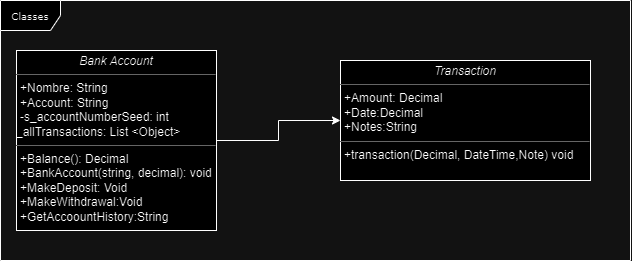 Classes
Bank Account
+Nombre: String
+Account: String
-s_accountNumberSeed: int
_allTransactions: List <Object>
+Balance(): Decimal
+BankAccount(string, decimal): void
+MakeDeposit: Void
+MakeWithdrawal:Void
+GetAccoountHistory:String
Transaction
+Amount: Decimal
+Date:Decimal
+Notes:String
+transaction(Decimal, DateTime,Note) void